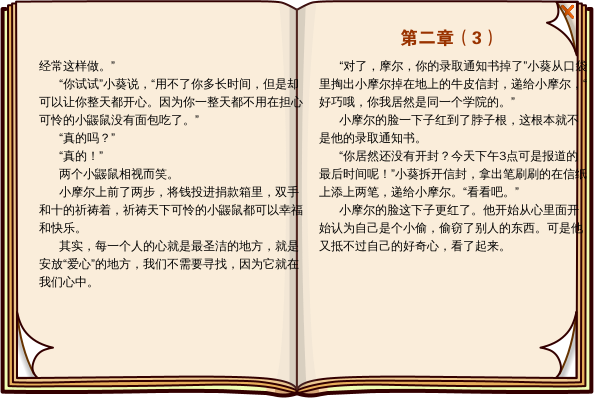 经常这样做。”
“你试试”小葵说，“用不了你多长时间，但是却
可以让你整天都开心。因为你一整天都不用在担心
可怜的小鼹鼠没有面包吃了。”
“真的吗？”
“真的！”
两个小鼹鼠相视而笑。
小摩尔上前了两步，将钱投进捐款箱里，双手
和十的祈祷着，祈祷天下可怜的小鼹鼠都可以幸福
和快乐。
其实，每一个人的心就是最圣洁的地方，就是
安放“爱心”的地方，我们不需要寻找，因为它就在
我们心中。
第二章（3）
“对了，摩尔，你的录取通知书掉了”小葵从口袋
里掏出小摩尔掉在地上的牛皮信封，递给小摩尔，“
好巧哦，你我居然是同一个学院的。”
小摩尔的脸一下子红到了脖子根，这根本就不
是他的录取通知书。
“你居然还没有开封？今天下午3点可是报道的
最后时间呢！”小葵拆开信封，拿出笔刷刷的在信纸
上添上两笔，递给小摩尔。“看看吧。”
小摩尔的脸这下子更红了。他开始从心里面开
始认为自己是个小偷，偷窃了别人的东西。可是他
又抵不过自己的好奇心，看了起来。